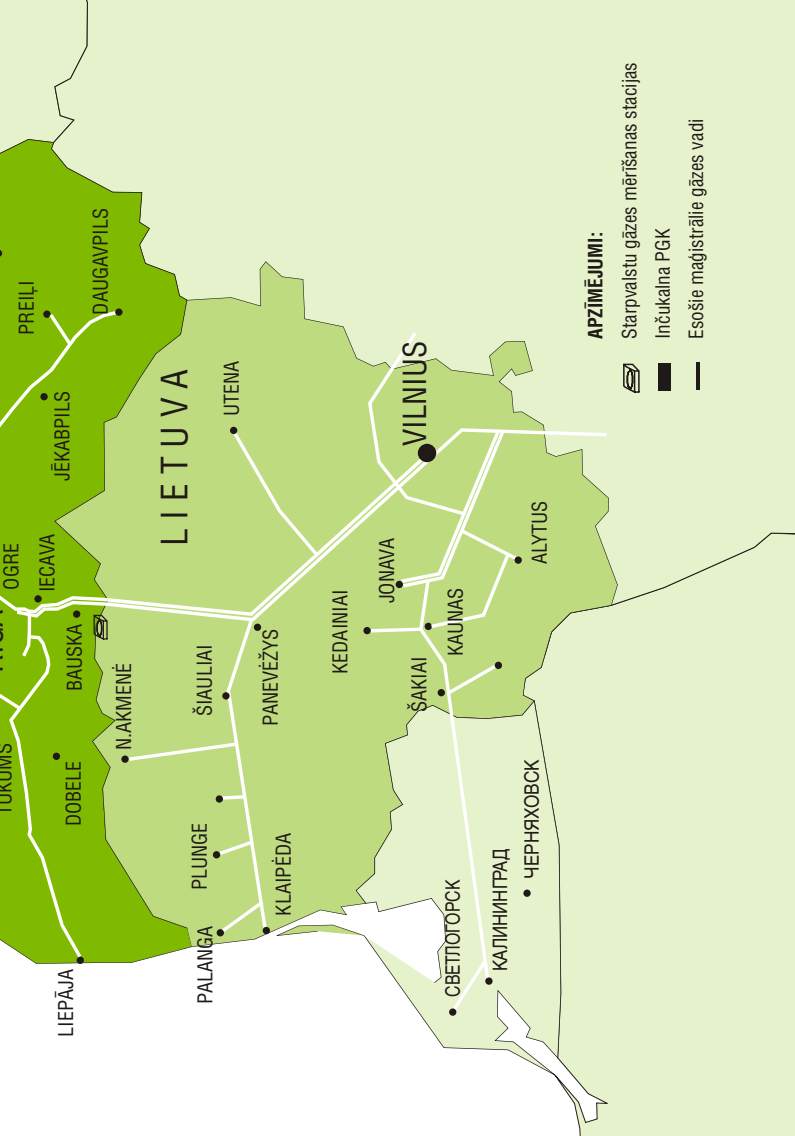 PREIĻI
DAUGAVPILS
JĒKABPILS
OGRE
IECAVA
BAUSKA
TUKUMS
DOBELE
LIEPĀJA
LIETUVA
UTENA
VILNIUS
N.AKMENĖ
ŠIAULIAI
PANEVĖŽYS
KEDAINIAI
JONAVA
KAUNAS
ALYTUS
ŠAKIAI
PLUNGE
KLAIPĖDA
PALANGA
СВЕТЛОГОРСК
КАЛИНИНГРАД
ЧЕРНЯХОВСК
APZĪMĒJUMI:
Starpvalstu gāzes mērīšanas stacijas
Inčukalna PGK
Esošie maģistrālie gāzes vadi